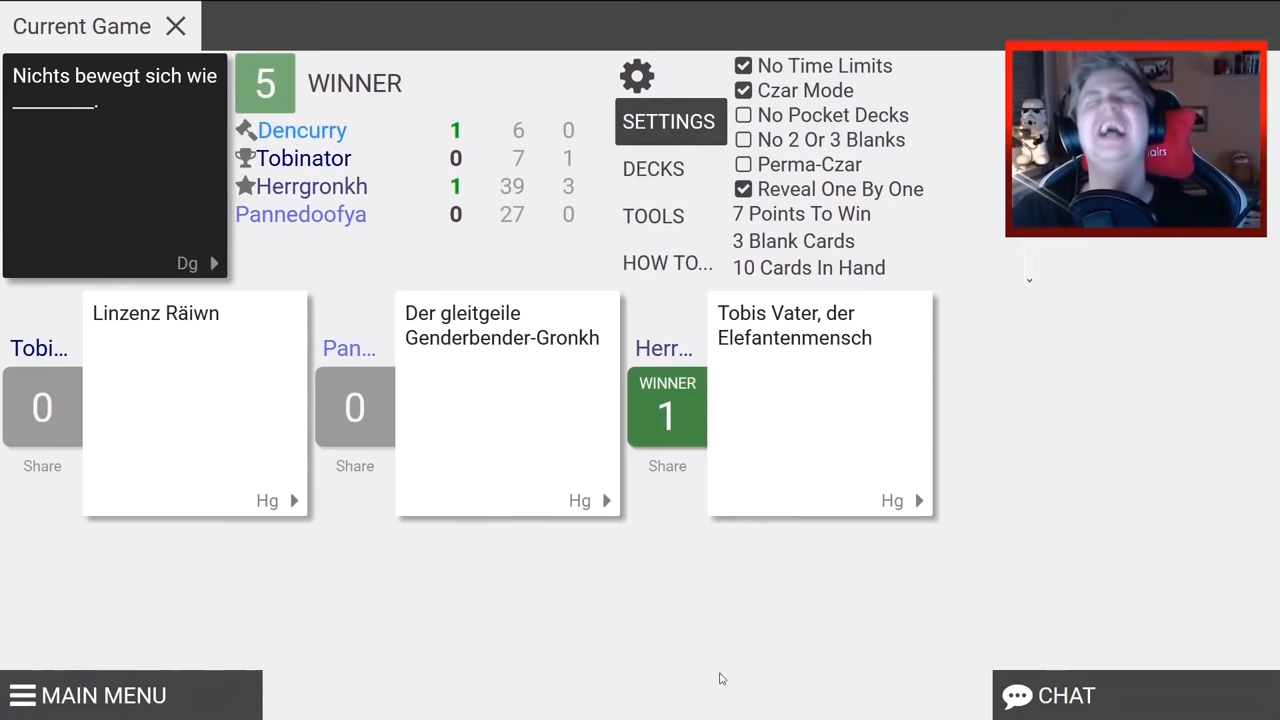 Current Game
Nichts bewegt sich wie
________.
Dg
5 WINNER
Dencurry 1 6 0
Tobinator 0 7 1
Herrgronkh 1 39 3
Pannedoofya 0 27 0
SETTINGS
DECKS
TOOLS
HOW TO...
No Time Limits
Czar Mode
No Pocket Decks
No 2 Or 3 Blanks
Perma-Czar
Reveal One By One
7 Points To Win
3 Blank Cards
10 Cards In Hand
airs
Tobi...
0
Share
Linzenz Räiwn
Hg
Pan...
0
Share
Der gleitgeile
Genderbender-Gronkh
Hg
Herr...
WINNER
1
Share
Tobis Vater, der
Elefantenmensch
Hg
MAIN MENU
CHAT